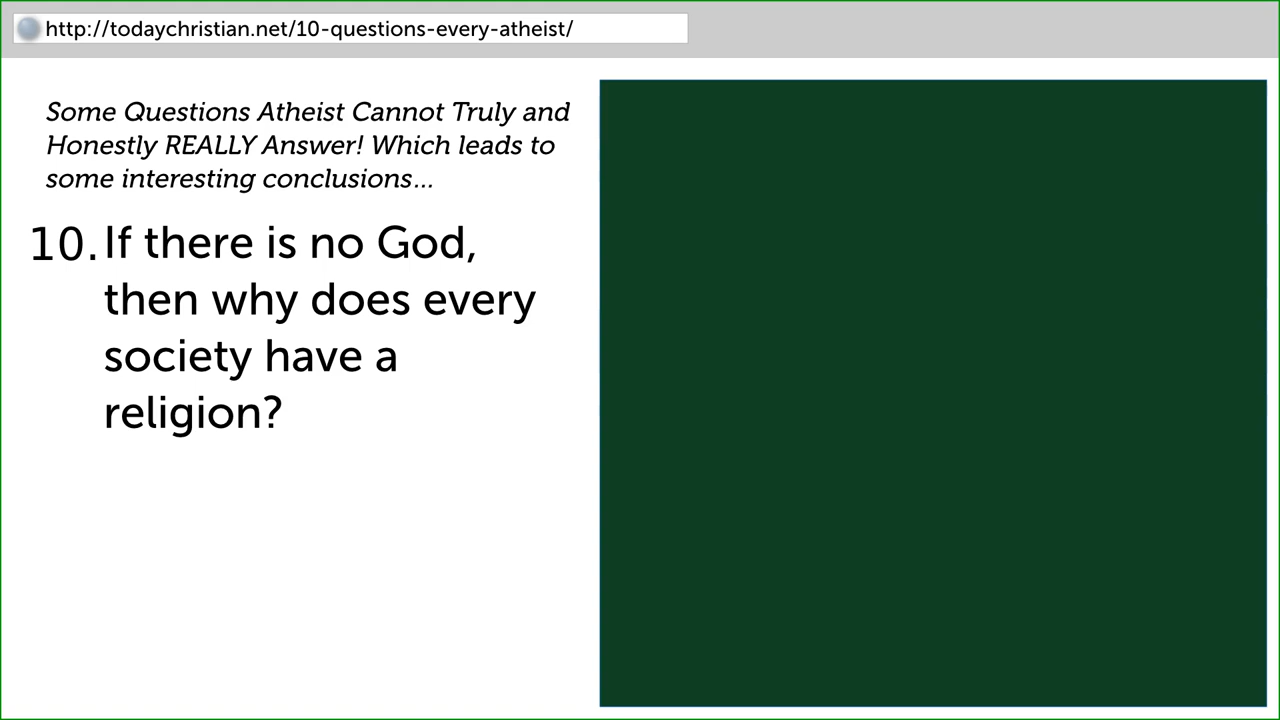 http://todaychristian.net/10-questions-every-atheist/
Some Questions Atheist Cannot Truly and
Honestly REALLY Answer! Which leads to
some interesting conclusions...
10. If there is no God,
then why does every
society have a
religion?